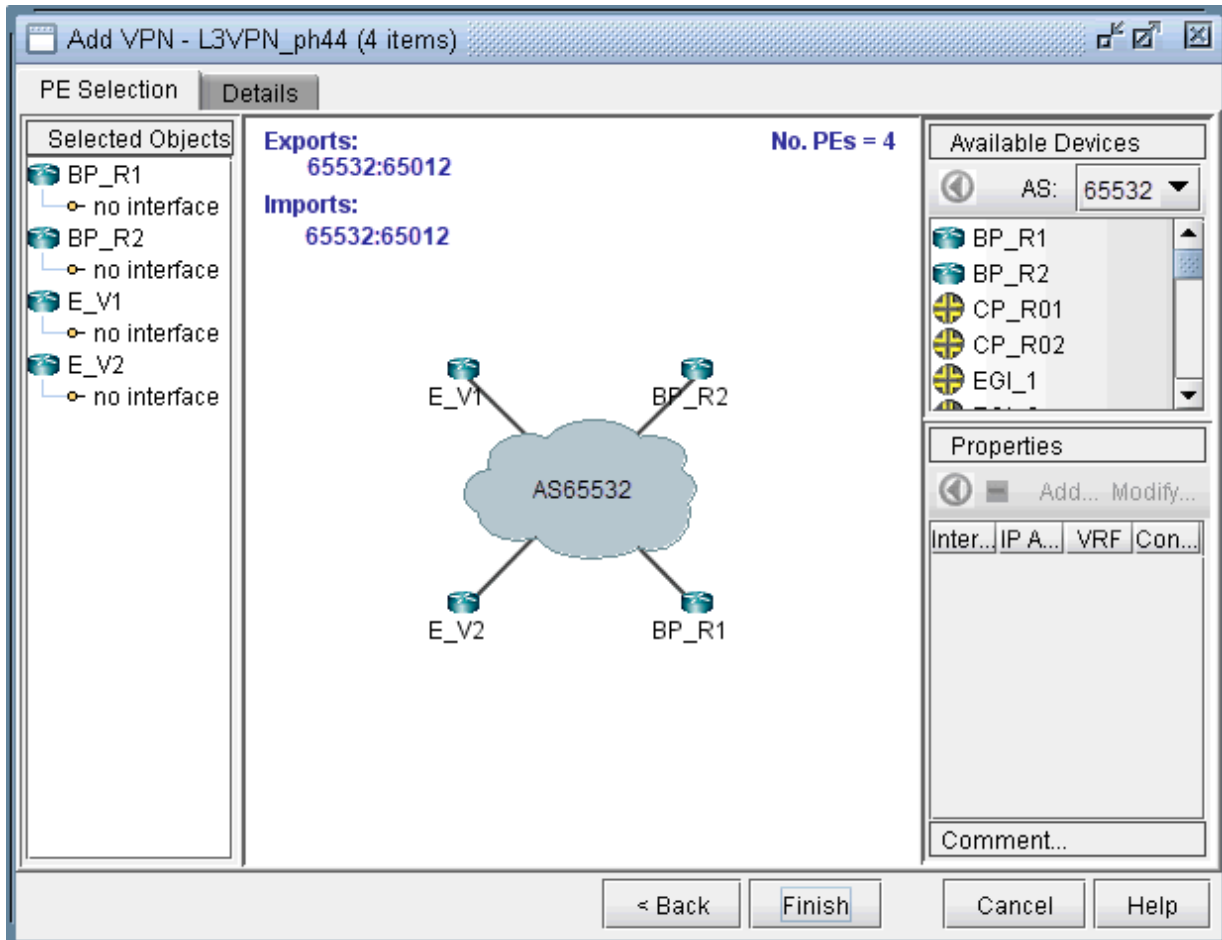 Add VPN - L3VPN_ph44 (4 items)
PE Selection
Details
Selected Objects
BP_R1
no interface
BP_R2
no interface
E_V1
no interface
E_V2
no interface
Exports:
65532:65012
Imports:
65532:65012
No. PEs = 4
E_V1
BP_R2
AS65532
E_V2
BP_R1
Available Devices
AS: 65532
BP_R1
BP_R2
CP_R01
CP_R02
EGI_1
Properties
Add... Modify...
Inter... IP A... VRF Con...
Comment...
< Back
Finish
Cancel
Help